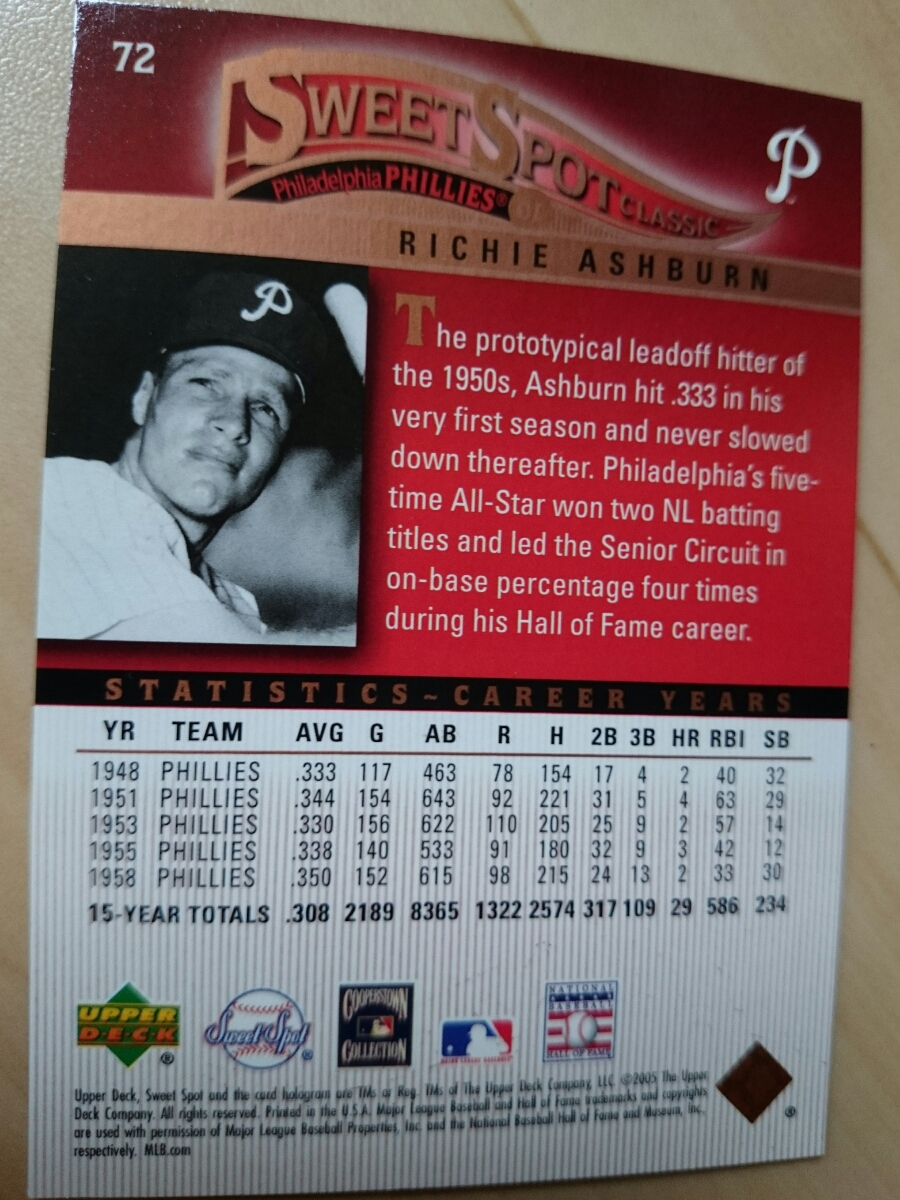 72
SWEET SPOT CLASSIC
P
Philadelphia PHILLIES®
RICHIE ASHBURN
P
The prototypical leadoff hitter of
the 1950s, Ashburn hit .333 in his
very first season and never slowed
down thereafter. Philadelphia's five-
time All-Star won two NL batting
titles and led the Senior Circuit in
on-base percentage four times
during his Hall of Fame career.
STATISTICS~CAREER YEARS
YR TEAM AVG G AB R H 2B 3B HR RBI SB
1948 PHILLIES .333 117 463 78 154 17 4 2 40 32
1951 PHILLIES .344 154 643 92 221 31 5 4 63 29
1953 PHILLIES .330 156 622 110 205 25 9 2 57 14
1955 PHILLIES .338 140 533 91 180 32 9 3 42 12
1958 PHILLIES .350 152 615 98 215 24 13 2 33 30
15-YEAR TOTALS .308 2189 8365 1322 2574 317 109 29 586 234
UPPER DECK ®
Sweet Spot ®
COOPERSTOWN COLLECTION
MAJOR LEAGUE BASEBALL
NATIONAL BASEBALL HALL OF FAME
Upper Deck, Sweet Spot and the card hologram are TMs or Reg. TMs of The Upper Deck Company, LLC. ©2005 The Upper
Deck Company. All rights reserved. Printed in the U.S.A. Major League Baseball and Hall of Fame trademarks and copyrights
are used with permission of Major League Baseball Properties, Inc. and the National Baseball Hall of Fame and Museum, Inc.,
respectively. MLB.com
®